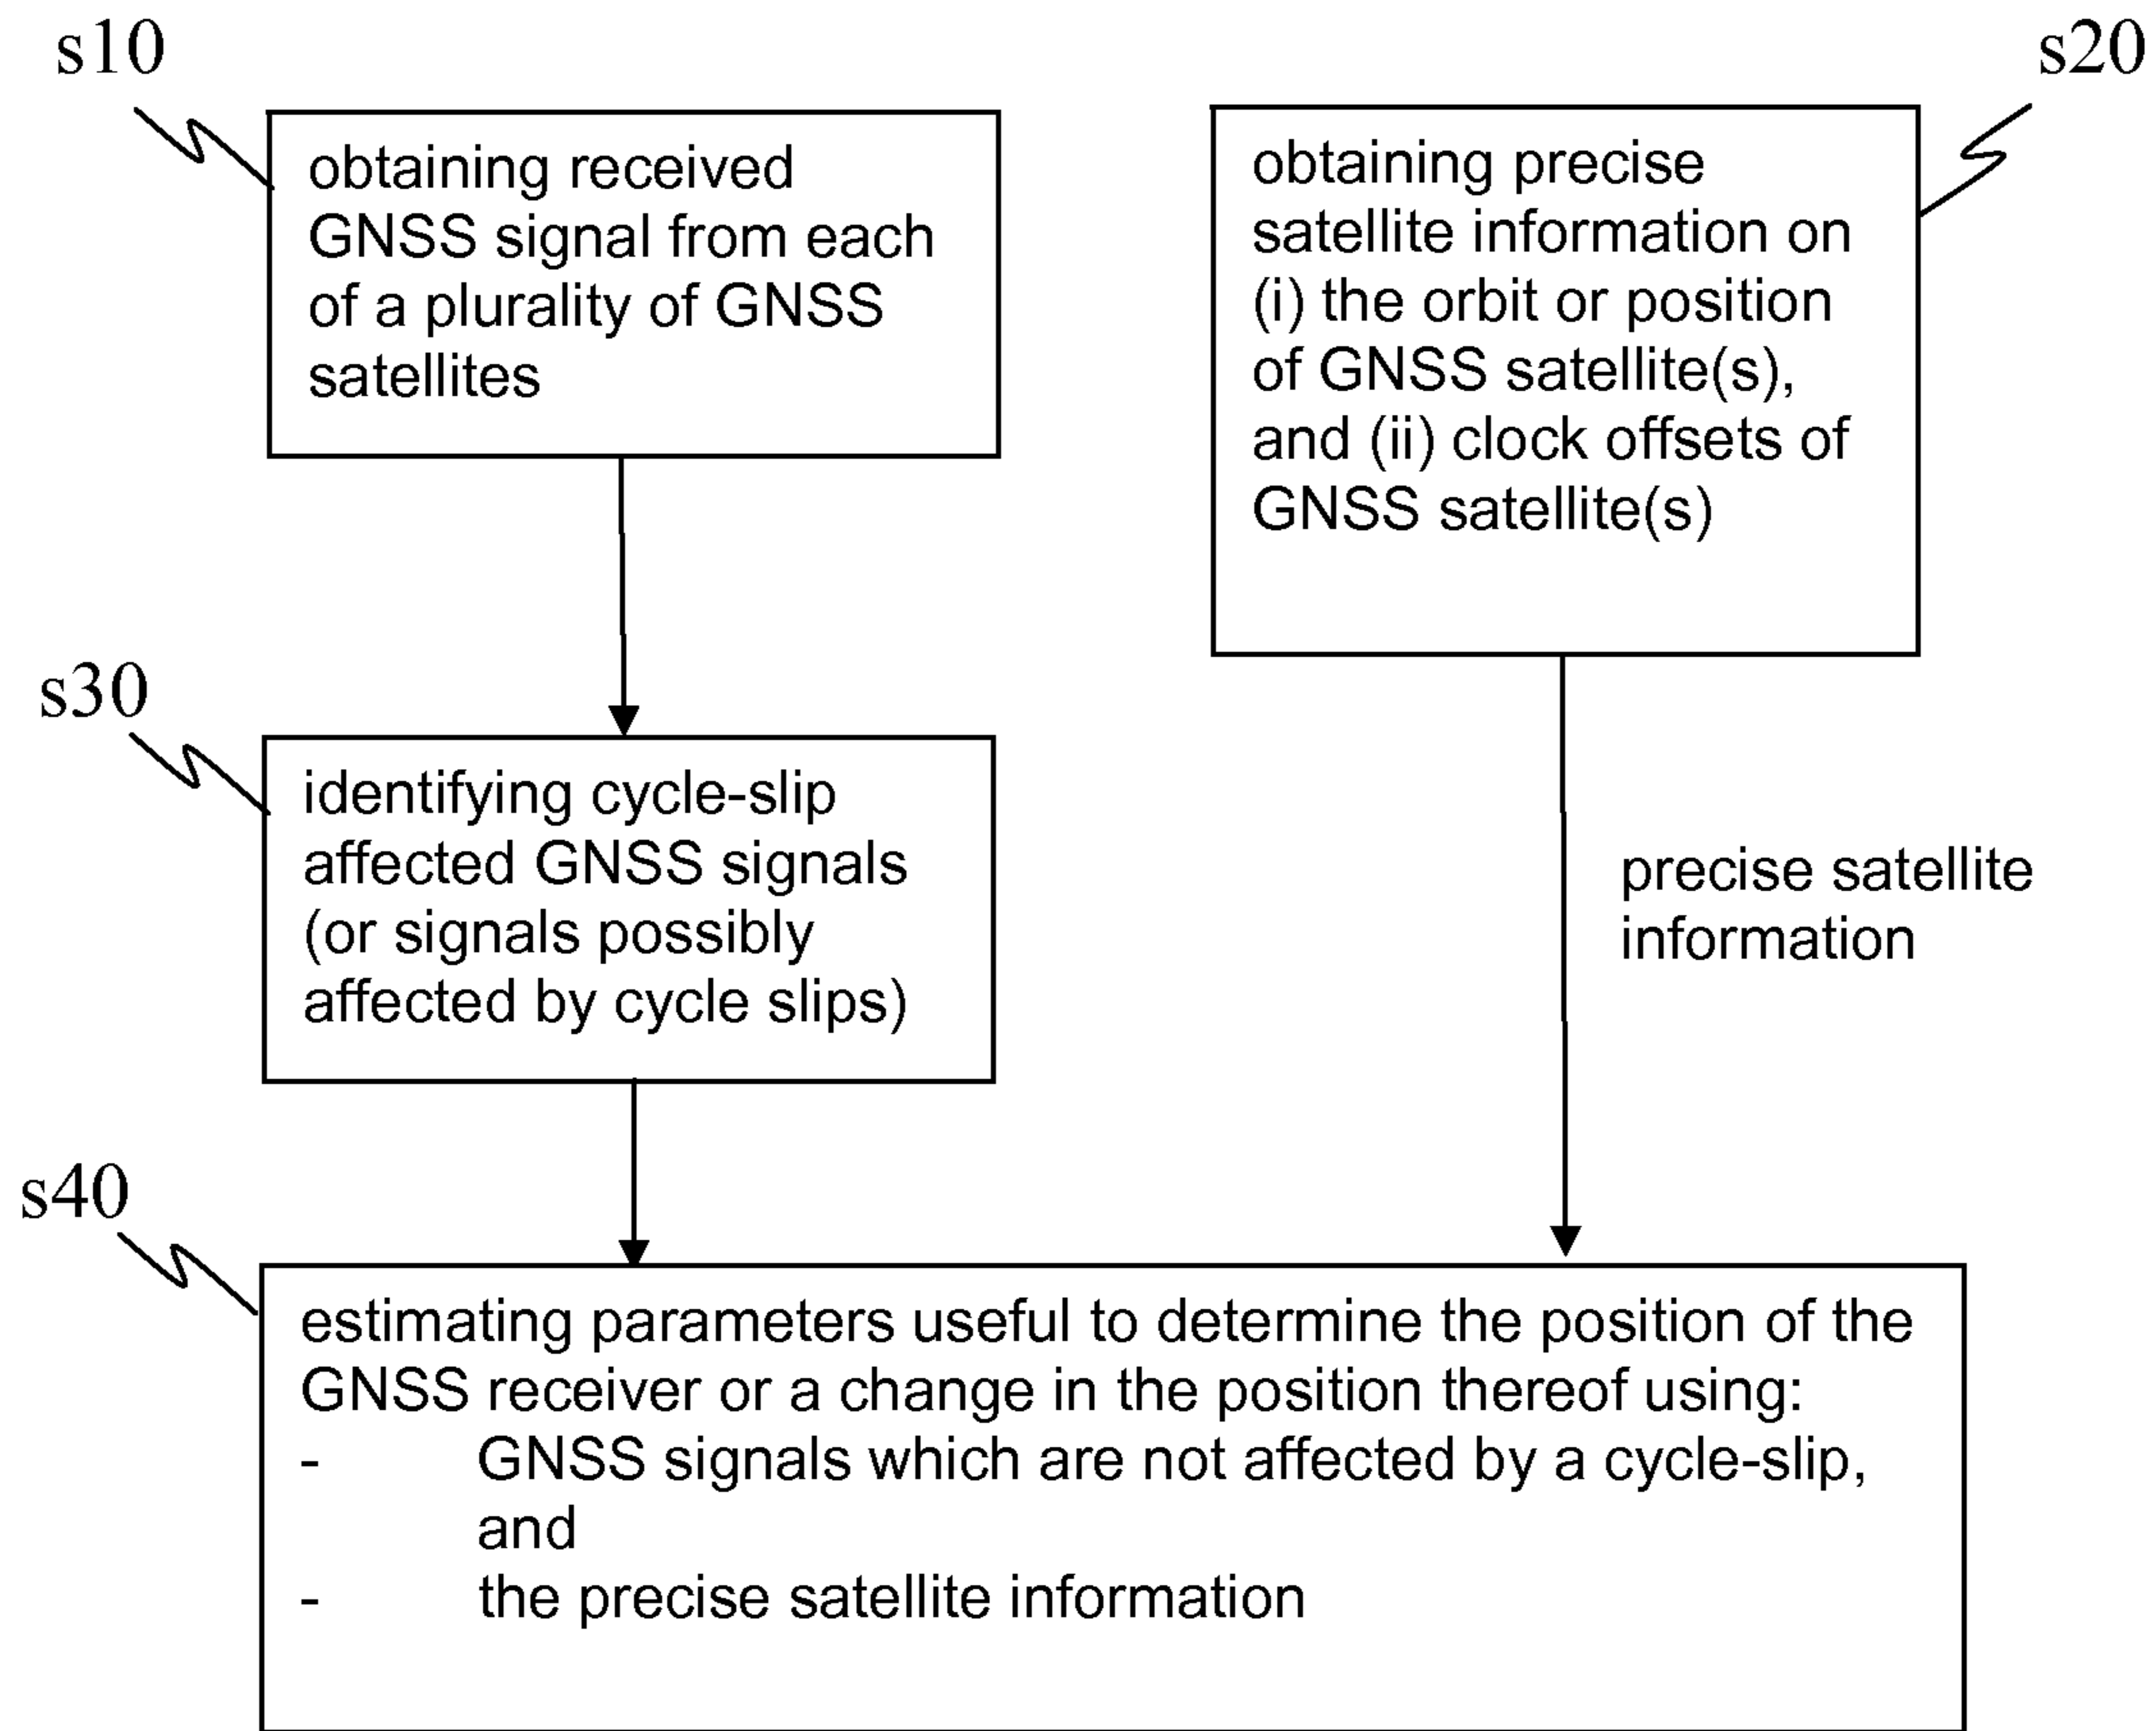 s10
obtaining received
GNSS signal from each
of a plurality of GNSS
satellites
s20
obtaining precise
satellite information on
(i) the orbit or position
of GNSS satellite(s),
and (ii) clock offsets of
GNSS satellite(s)
s30
identifying cycle-slip
affected GNSS signals
(or signals possibly
affected by cycle slips)
precise satellite
information
s40
estimating parameters useful to determine the position of the
GNSS receiver or a change in the position thereof using:
- GNSS signals which are not affected by a cycle-slip,
and
- the precise satellite information